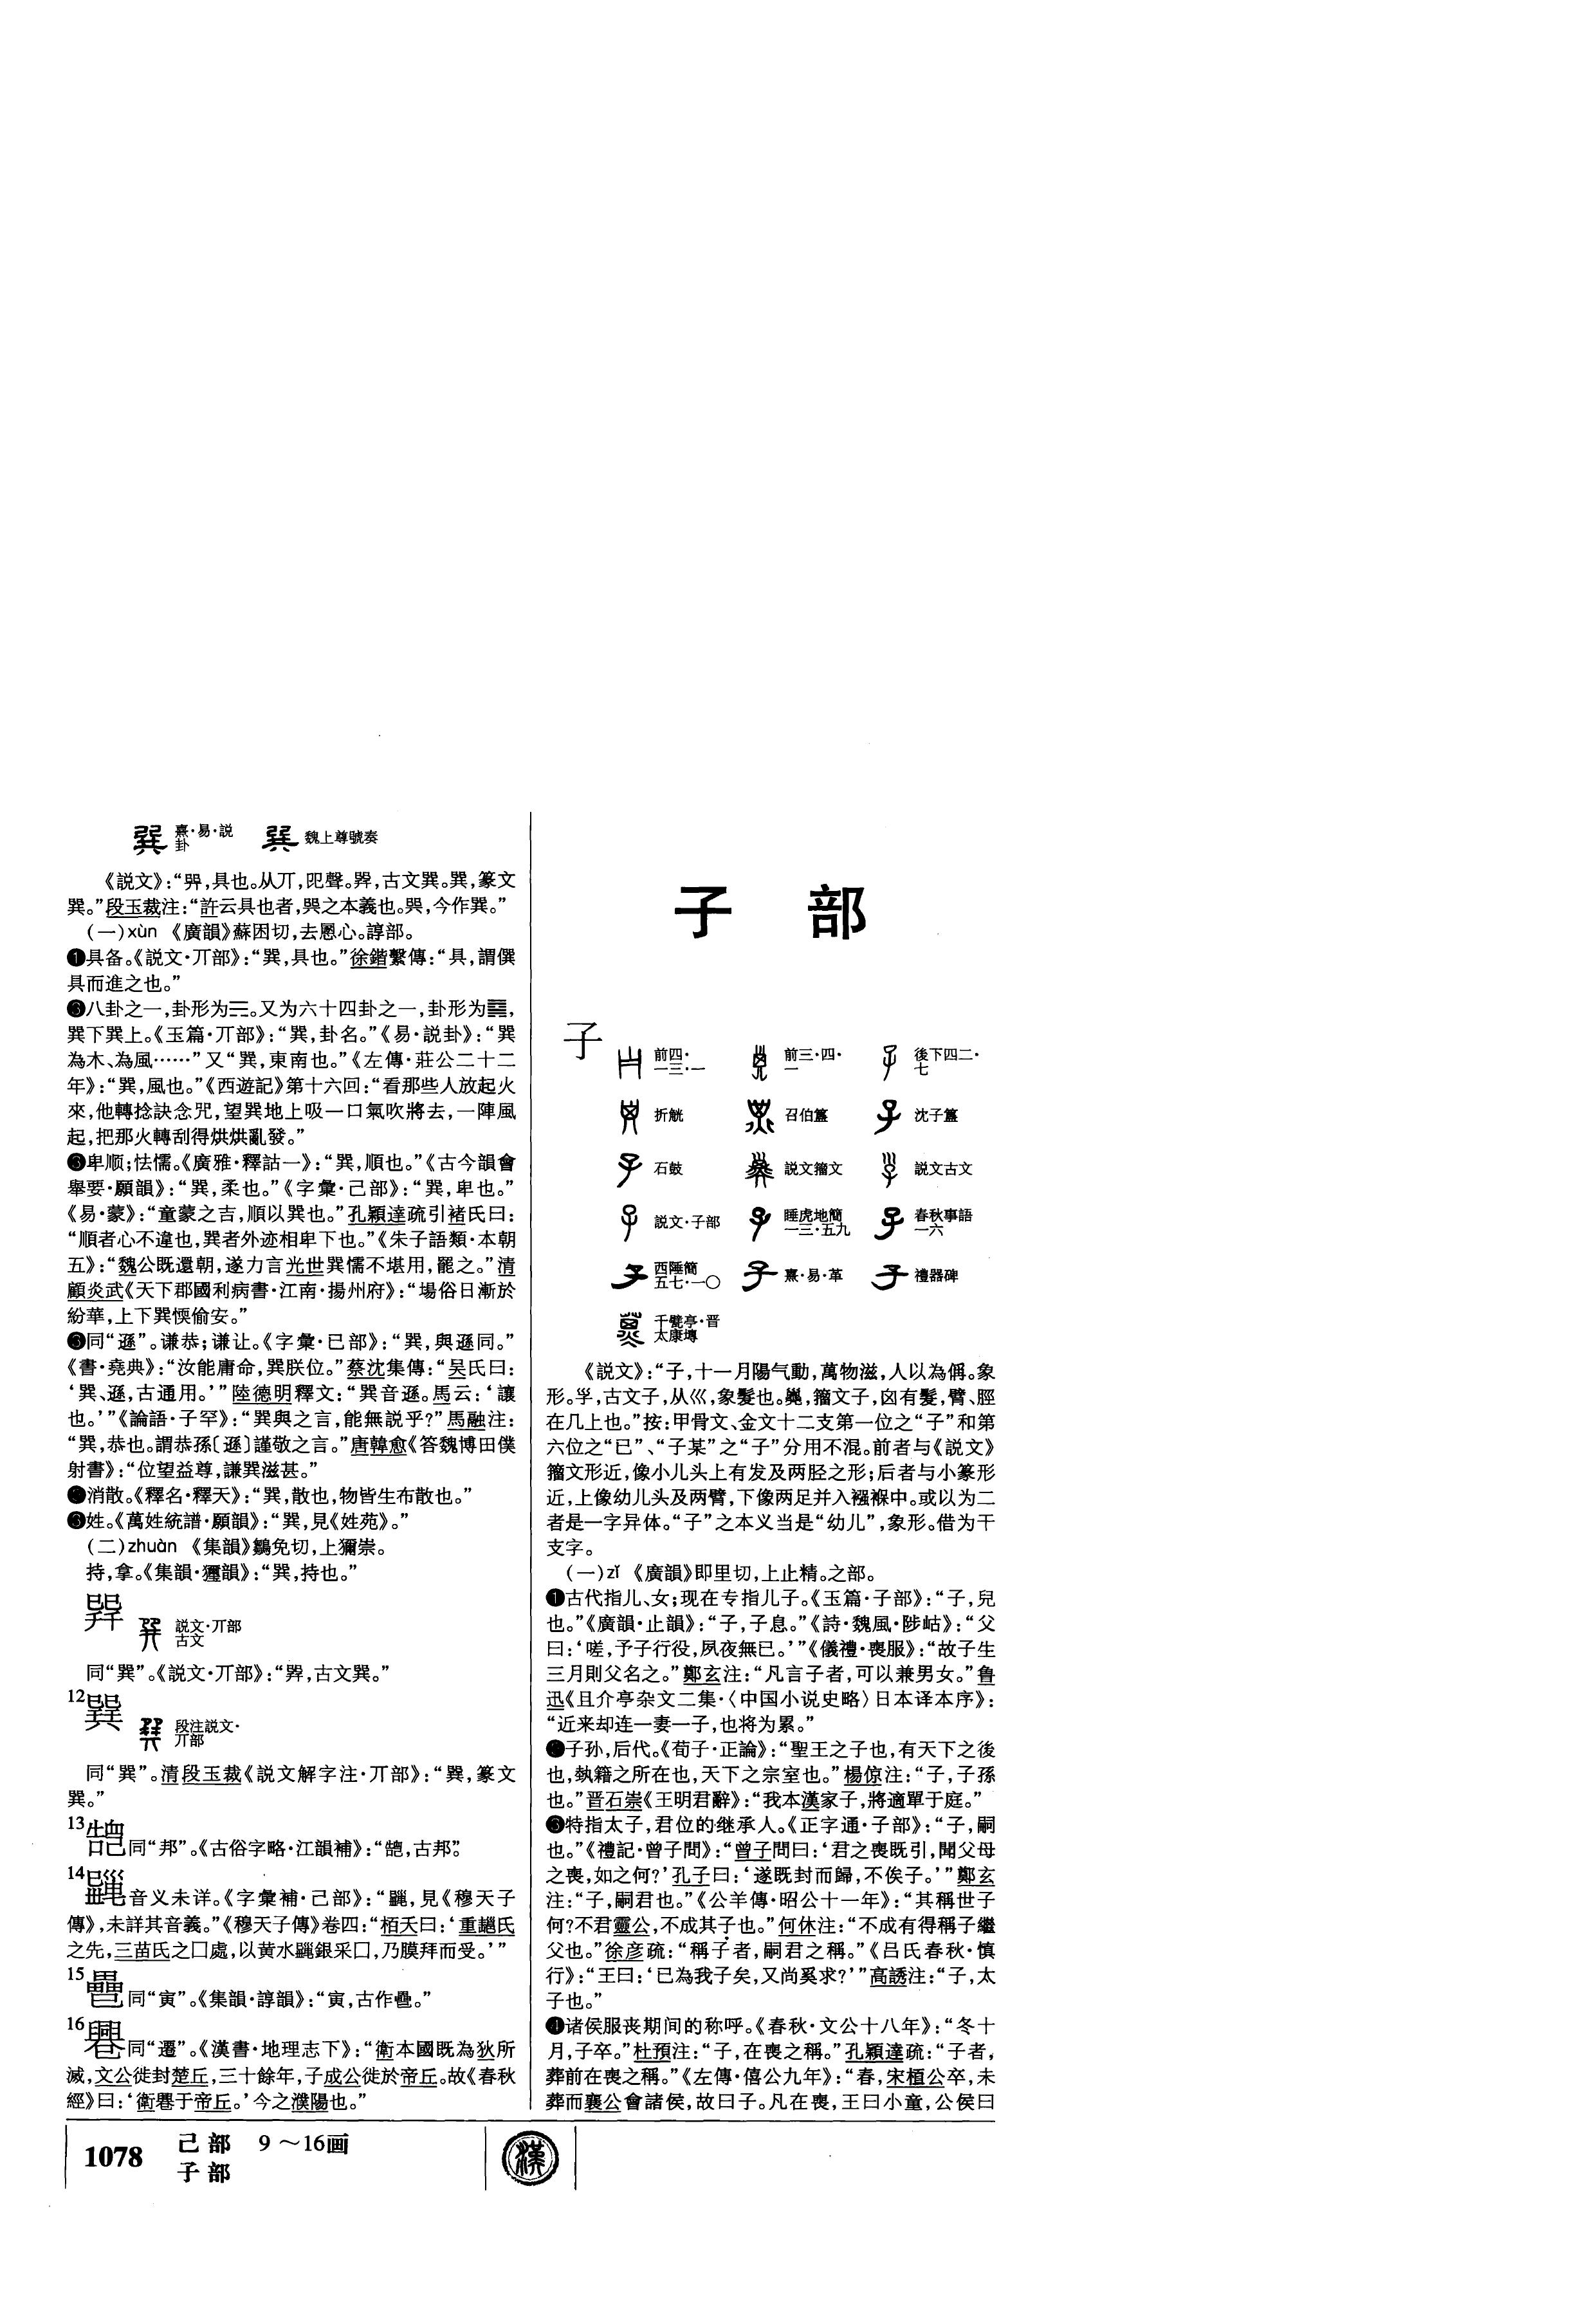 熹·易·説
卦
魏上尊號奏
《説文》：“𢁅，具也。从丌，𠨎聲。𢁉，古文巽。巽，篆文
巽。”段玉裁注：“許云具也者，巽之本義也。巽，今作巽。”
（一）xùn 《廣韻》蘇困切，去慁心。諄部。
❶具备。《説文·丌部》：“巽，具也。”徐鍇繫傳：“具，謂僎
具而進之也。”
八卦之一，卦形为☴。又为六十四卦之一，卦形为䷸，
巽下巽上。《玉篇·丌部》：“巽，卦名。”《易·説卦》：“巽
為木、為風……”又“巽，東南也。”《左傳·莊公二十二
年》：“巽，風也。”《西遊記》第十六回：“看那些人放起火
來，他轉捻訣念咒，望巽地上吸一口氣吹將去，一陣風
起，把那火轉刮得烘烘亂發。”
❸卑顺；怯懦。《廣雅·釋詁一》：“巽，順也。”《古今韻會
舉要·願韻》：“巽，柔也。”《字彙·己部》：“巽，卑也。”
《易·蒙》：“童蒙之吉，順以巽也。”孔穎達疏引褚氏曰：
“順者心不違也，巽者外迹相卑下也。”《朱子語類·本朝
五》：“魏公既還朝，遂力言光世巽懦不堪用，罷之。”清
顧炎武《天下郡國利病書·江南·揚州府》：“場俗日漸於
紛華，上下巽愞偷安。”
同“遜”。谦恭；谦让。《字彙·已部》：“巽，與遜同。”
《書·堯典》：“汝能庸命，巽朕位。”蔡沈集傳：“吴氏曰：
‘巽、遜，古通用。’”陸德明釋文：“巽音遜。馬云：‘讓
也。’”《論語·子罕》：“巽與之言，能無説乎？”馬融注：
“巽，恭也。謂恭孫〔遜〕謹敬之言。”唐韓愈《答魏博田僕
射書》：“位望益尊，謙巽滋甚。”
消散。《釋名·釋天》：“巽，散也，物皆生布散也。”
姓。《萬姓統譜·願韻》：“巽，見《姓苑》。”
（二）zhuàn 《集韻》鶵免切，上獮崇。
持，拿。《集韻·𤣗韻》：“巽，持也。”
説文·丌部
古文
同“巽”。《説文·丌部》：“𢁉，古文巽。”
12
段注説文·
丌部
同“巽”。清段玉裁《説文解字注·丌部》：“巽，篆文
巽。”
13
同“邦”。《古俗字略·江韻補》：“，古邦。”
14
音义未详。《字彙補·己部》：“，見《穆天子
傳》，未詳其音義。”《穆天子傳》卷四：“栢夭曰：‘重𨛜氏
之先，三苗氏之囗處，以黄水銀采囗，乃膜拜而受。’”
15
同“寅”。《集韻·諄韻》：“寅，古作。”
16
同“遷”。《漢書·地理志下》：“衛本國既為狄所
滅，文公徙封楚丘，三十餘年，子成公徙於帝丘。故《春秋
經》曰：‘衛于帝丘。’今之濮陽也。”
子　部
子
前四·
一三·一
前三·四·
一
後下四二·
七
折觥
召伯簋
沈子簋
石鼓
説文籀文
説文古文
説文·子部
睡虎地簡
一三·五九
春秋事語
一六
西陲簡
五七·一〇
熹·易·革
禮器碑
千甓亭·晋
太康塼
《説文》：“子，十一月陽气動，萬物滋，人以為偁。象
形。㜽，古文子，从巛，象髮也。𢀈，籀文子，囟有髮，臂、脛
在几上也。”按：甲骨文、金文十二支第一位之“子”和第
六位之“巳”、“子某”之“子”分用不混。前者与《説文》
籀文形近，像小儿头上有发及两胫之形；后者与小篆形
近，上像幼儿头及两臂，下像两足并入襁褓中。或以为二
者是一字异体。“子”之本义当是“幼儿”，象形。借为干
支字。
（一）zǐ 《廣韻》即里切，上止精。之部。
❶古代指儿、女；现在专指儿子。《玉篇·子部》：“子，兒
也。”《廣韻·止韻》：“子，子息。”《詩·魏風·陟岵》：“父
曰：‘嗟，予子行役，夙夜無已。’”《儀禮·喪服》：“故子生
三月則父名之。”鄭玄注：“凡言子者，可以兼男女。”鲁
迅《且介亭杂文二集·〈中国小说史略〉日本译本序》：
“近来却连一妻一子，也将为累。”
子孙，后代。《荀子·正論》：“聖王之子也，有天下之後
也，埶籍之所在也，天下之宗室也。”楊倞注：“子，子孫
也。”晋石崇《王明君辭》：“我本漢家子，將適單于庭。”
❸特指太子，君位的继承人。《正字通·子部》：“子，嗣
也。”《禮記·曾子問》：“曾子問曰：‘君之喪既引，聞父母
之喪，如之何？’孔子曰：‘遂既封而歸，不俟子。’”鄭玄
注：“子，嗣君也。”《公羊傳·昭公十一年》：“其稱世子
何？不君靈公，不成其子也。”何休注：“不成有得稱子繼
父也。”徐彦疏：“稱子者，嗣君之稱。”《吕氏春秋·慎
行》：“王曰：‘已為我子矣，又尚奚求？’”高誘注：“子，太
子也。”
❹诸侯服丧期间的称呼。《春秋·文公十八年》：“冬十
月，子卒。”杜預注：“子，在喪之稱。”孔穎達疏：“子者，
葬前在喪之稱。”《左傳·僖公九年》：“春，宋桓公卒，未
葬而襄公會諸侯，故曰子。凡在喪，王曰小童，公侯曰
1078
己部　9～16画
子部
漢